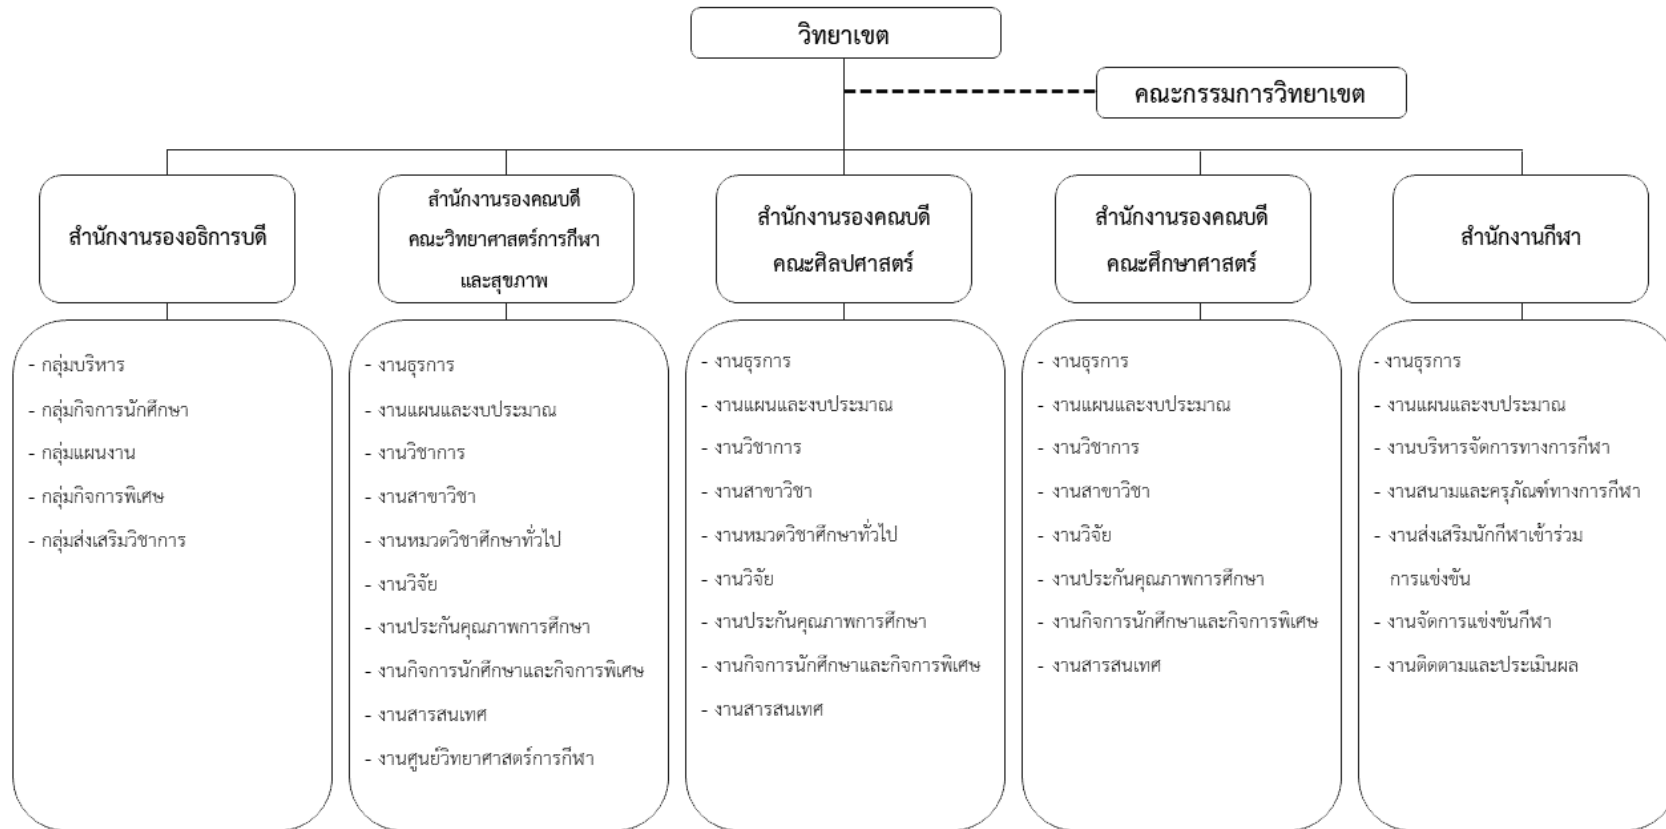 วิทยาเขต
คณะกรรมการวิทยาเขต
สำนักงานรองอธิการบดี
สำนักงานรองคณบดี
คณะวิทยาศาสตร์การกีฬา
และสุขภาพ
สำนักงานรองคณบดี
คณะศิลปศาสตร์
สำนักงานรองคณบดี
คณะศึกษาศาสตร์
สำนักงานกีฬา
- กลุ่มบริหาร
- กลุ่มกิจการนักศึกษา
- กลุ่มแผนงาน
- กลุ่มกิจการพิเศษ
- กลุ่มส่งเสริมวิชาการ
- งานธุรการ
- งานแผนและงบประมาณ
- งานวิชาการ
- งานสาขาวิชา
- งานหมวดวิชาศึกษาทั่วไป
- งานวิจัย
- งานประกันคุณภาพการศึกษา
- งานกิจการนักศึกษาและกิจการพิเศษ
- งานสารสนเทศ
- งานศูนย์วิทยาศาสตร์การกีฬา
- งานธุรการ
- งานแผนและงบประมาณ
- งานวิชาการ
- งานสาขาวิชา
- งานหมวดวิชาศึกษาทั่วไป
- งานวิจัย
- งานประกันคุณภาพการศึกษา
- งานกิจการนักศึกษาและกิจการพิเศษ
- งานสารสนเทศ
- งานธุรการ
- งานแผนและงบประมาณ
- งานวิชาการ
- งานสาขาวิชา
- งานวิจัย
- งานประกันคุณภาพการศึกษา
- งานกิจการนักศึกษาและกิจการพิเศษ
- งานสารสนเทศ
- งานธุรการ
- งานแผนและงบประมาณ
- งานบริหารจัดการทางการกีฬา
- งานสนามและครุภัณฑ์ทางการกีฬา
- งานส่งเสริมนักกีฬาเข้าร่วม
การแข่งขัน
- งานจัดการแข่งขันกีฬา
- งานติดตามและประเมินผล